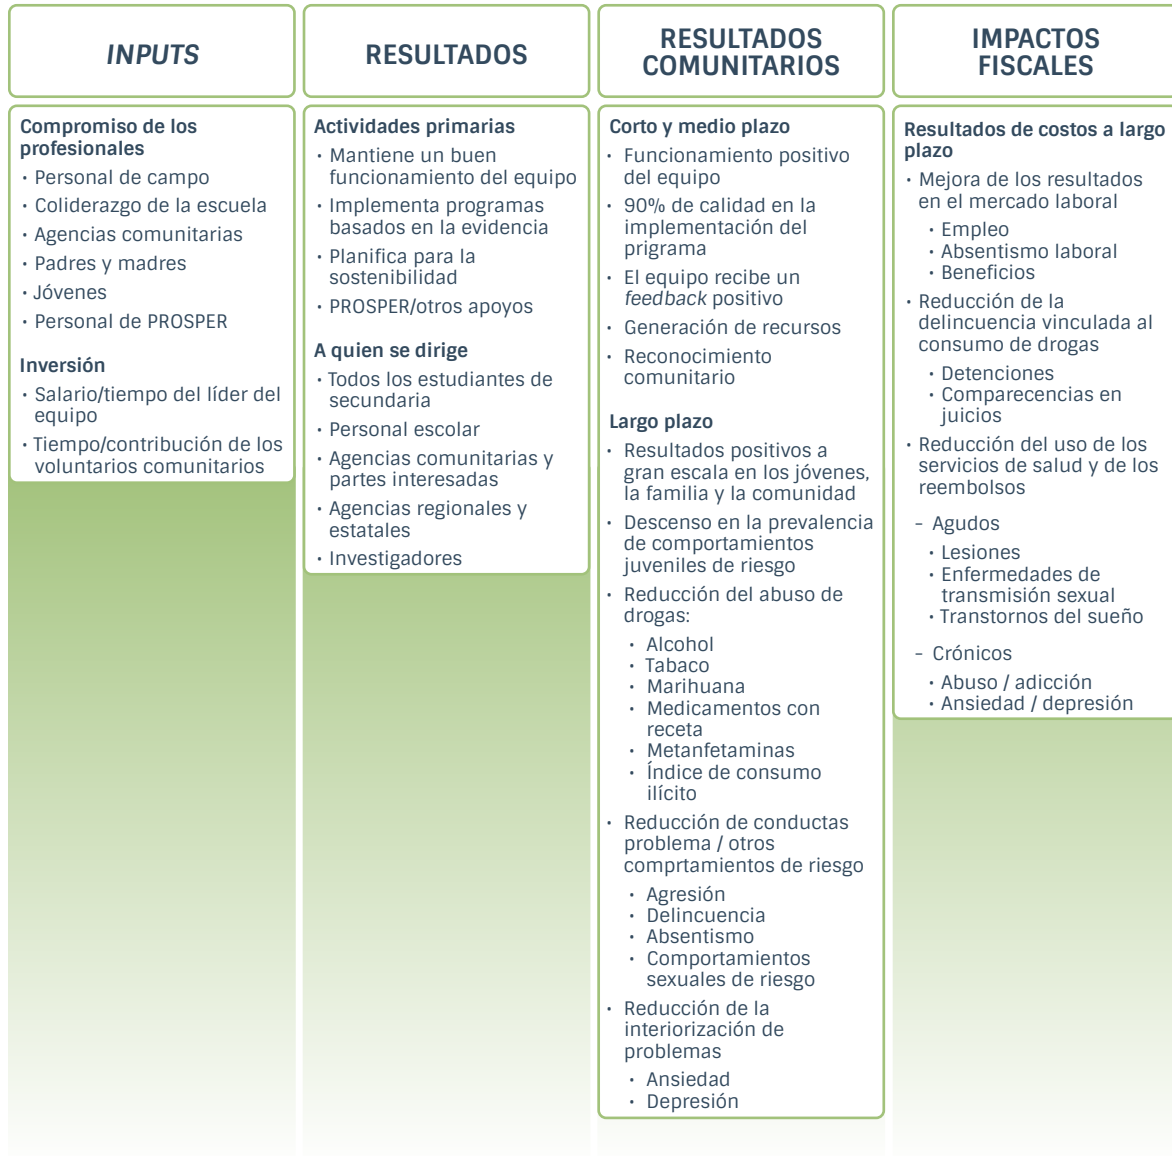 INPUTS
Compromiso de los
profesionales
· Personal de campo
· Coliderazgo de la escuela
· Agencias comunitarias
· Padres y madres
· Jóvenes
· Personal de PROSPER
Inversión
· Salario/tiempo del líder del
equipo
· Tiempo/contribución de los
voluntarios comunitarios
RESULTADOS
Actividades primarias
· Mantiene un buen
funcionamiento del equipo
· Implementa programas
basados en la evidencia
· Planifica para la
sostenibilidad
· PROSPER/otros apoyos
A quien se dirige
· Todos los estudiantes de
secundaria
· Personal escolar
· Agencias comunitarias y
partes interesadas
· Agencias regionales y
estatales
· Investigadores
RESULTADOS
COMUNITARIOS
Corto y medio plazo
· Funcionamiento positivo
del equipo
· 90% de calidad en la
implementación del
prigrama
· El equipo recibe un
feedback positivo
· Generación de recursos
· Reconocimiento
comunitario
Largo plazo
· Resultados positivos a
gran escala en los jóvenes,
la familia y la comunidad
· Descenso en la prevalencia
de comportamientos
juveniles de riesgo
· Reducción del abuso de
drogas:
· Alcohol
· Tabaco
· Marihuana
· Medicamentos con
receta
· Metanfetaminas
· Índice de consumo
ilícito
· Reducción de conductas
problema / otros
comprtamientos de riesgo
· Agresión
· Delincuencia
· Absentismo
· Comportamientos
sexuales de riesgo
· Reducción de la
interiorización de
problemas
· Ansiedad
· Depresión
IMPACTOS
FISCALES
Resultados de costos a largo
plazo
· Mejora de los resultados
en el mercado laboral
· Empleo
· Absentismo laboral
· Beneficios
· Reducción de la
delincuencia vinculada al
consumo de drogas
· Detenciones
· Comparecencias en
juicios
· Reducción del uso de los
servicios de salud y de los
reembolsos
- Agudos
· Lesiones
· Enfermedades de
transmisión sexual
· Transtornos del sueño
- Crónicos
· Abuso / adicción
· Ansiedad / depresión